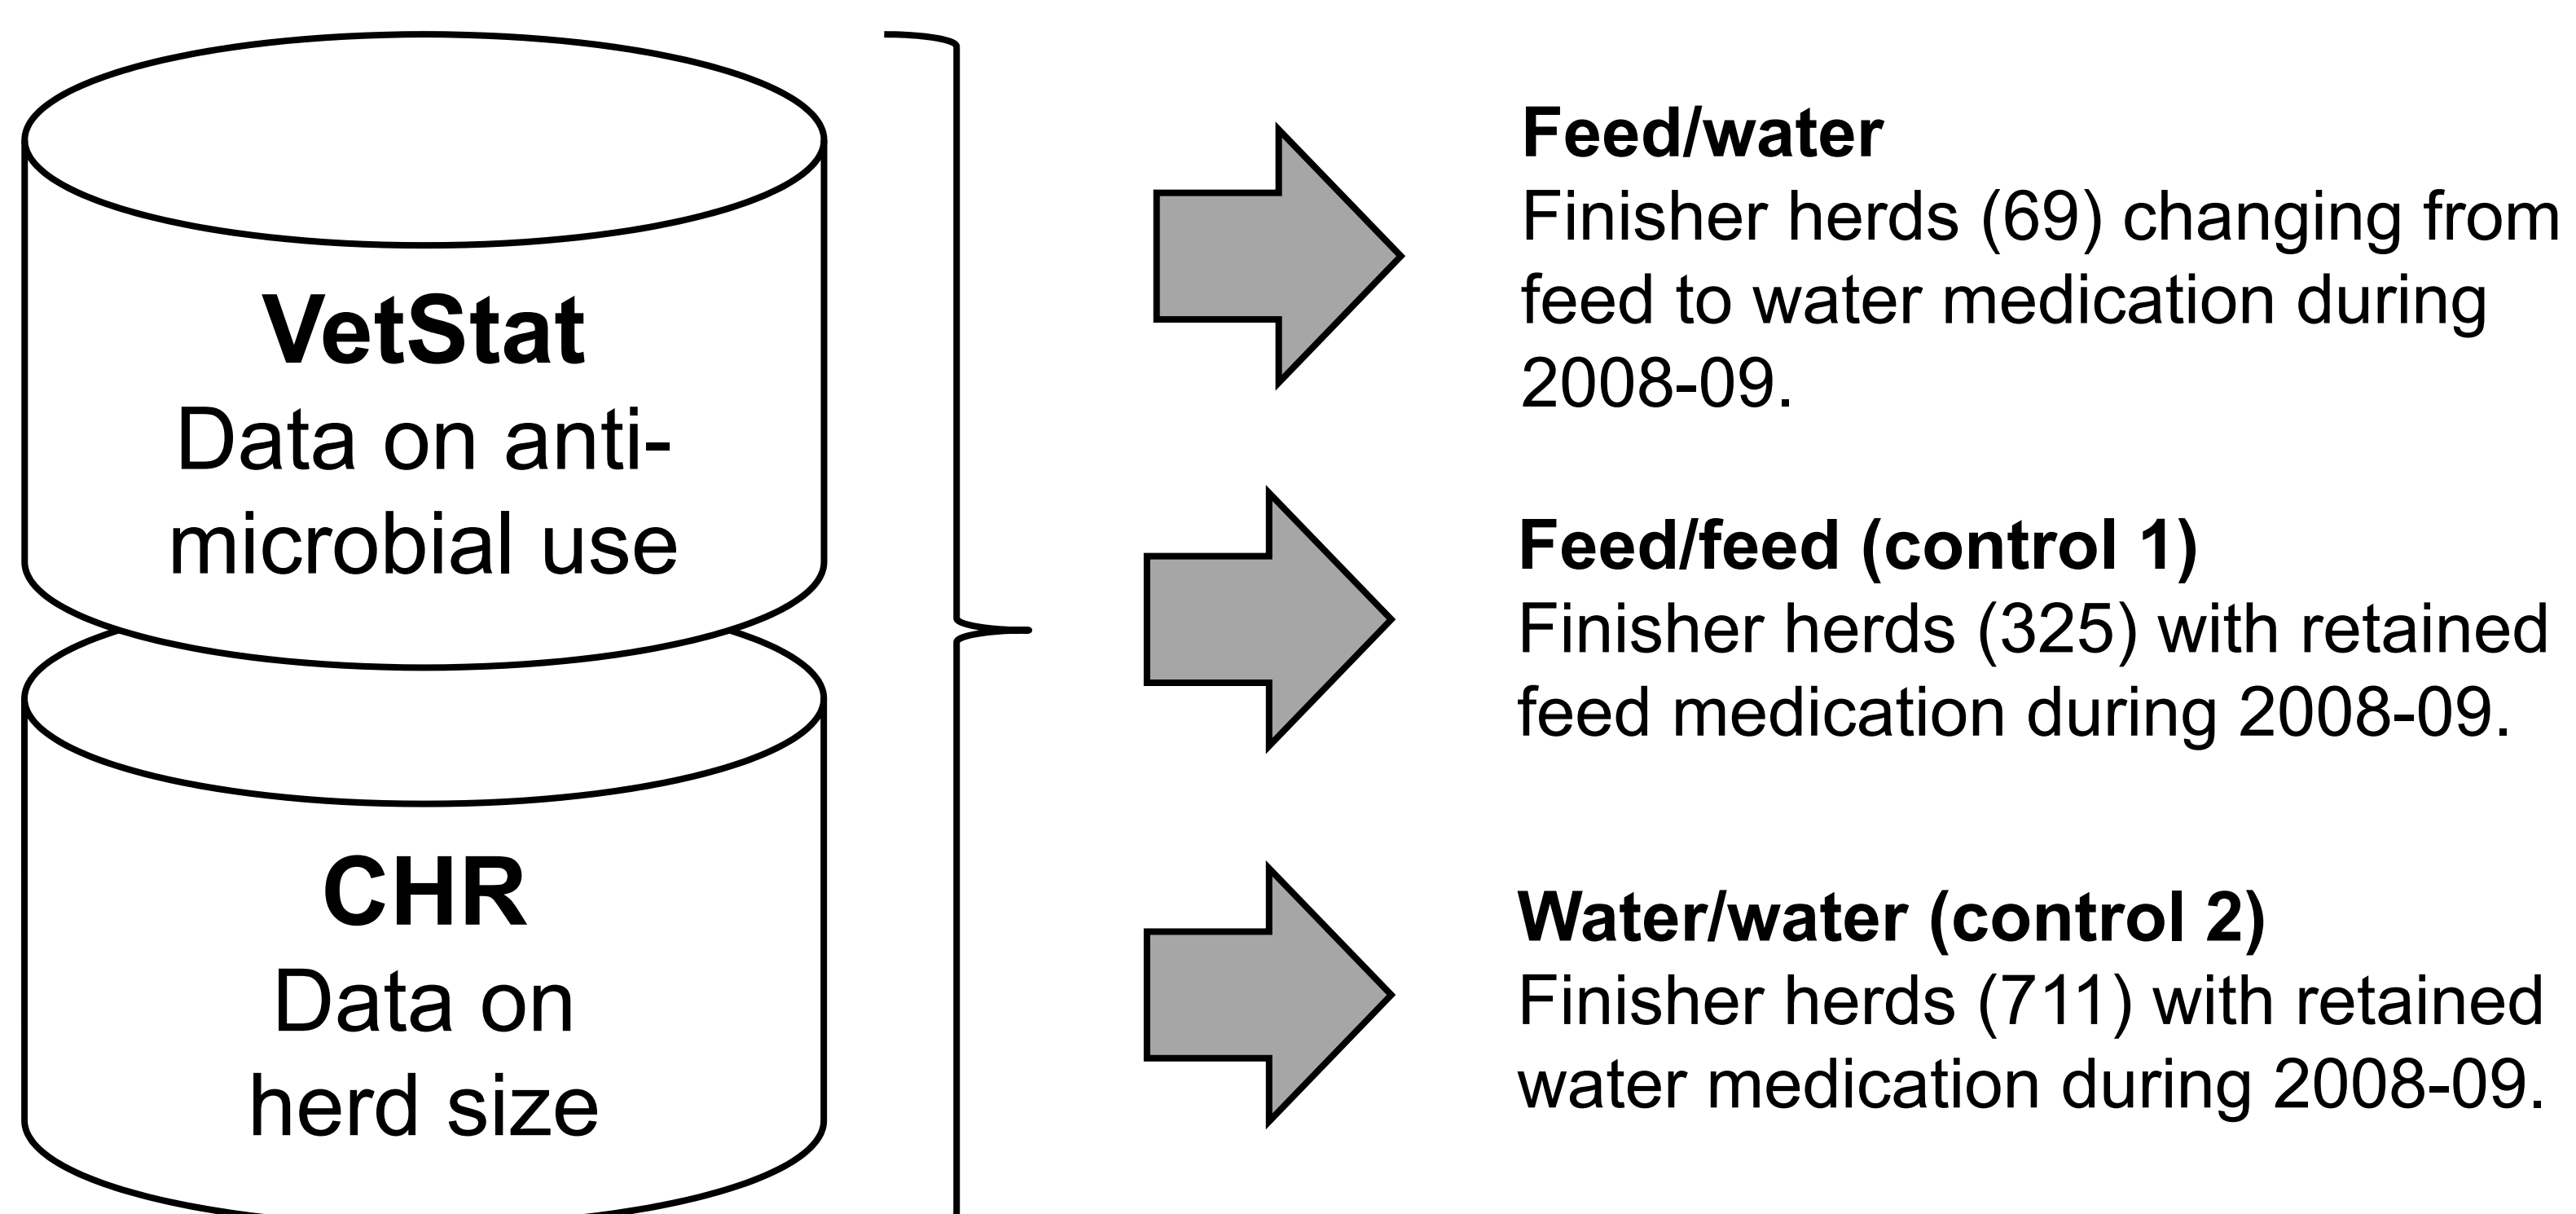 VetStat
Data on anti-
microbial use
CHR
Data on
herd size
Feed/water
Finisher herds (69) changing from
feed to water medication during
2008-09.
Feed/feed (control 1)
Finisher herds (325) with retained
feed medication during 2008-09.
Water/water (control 2)
Finisher herds (711) with retained
water medication during 2008-09.